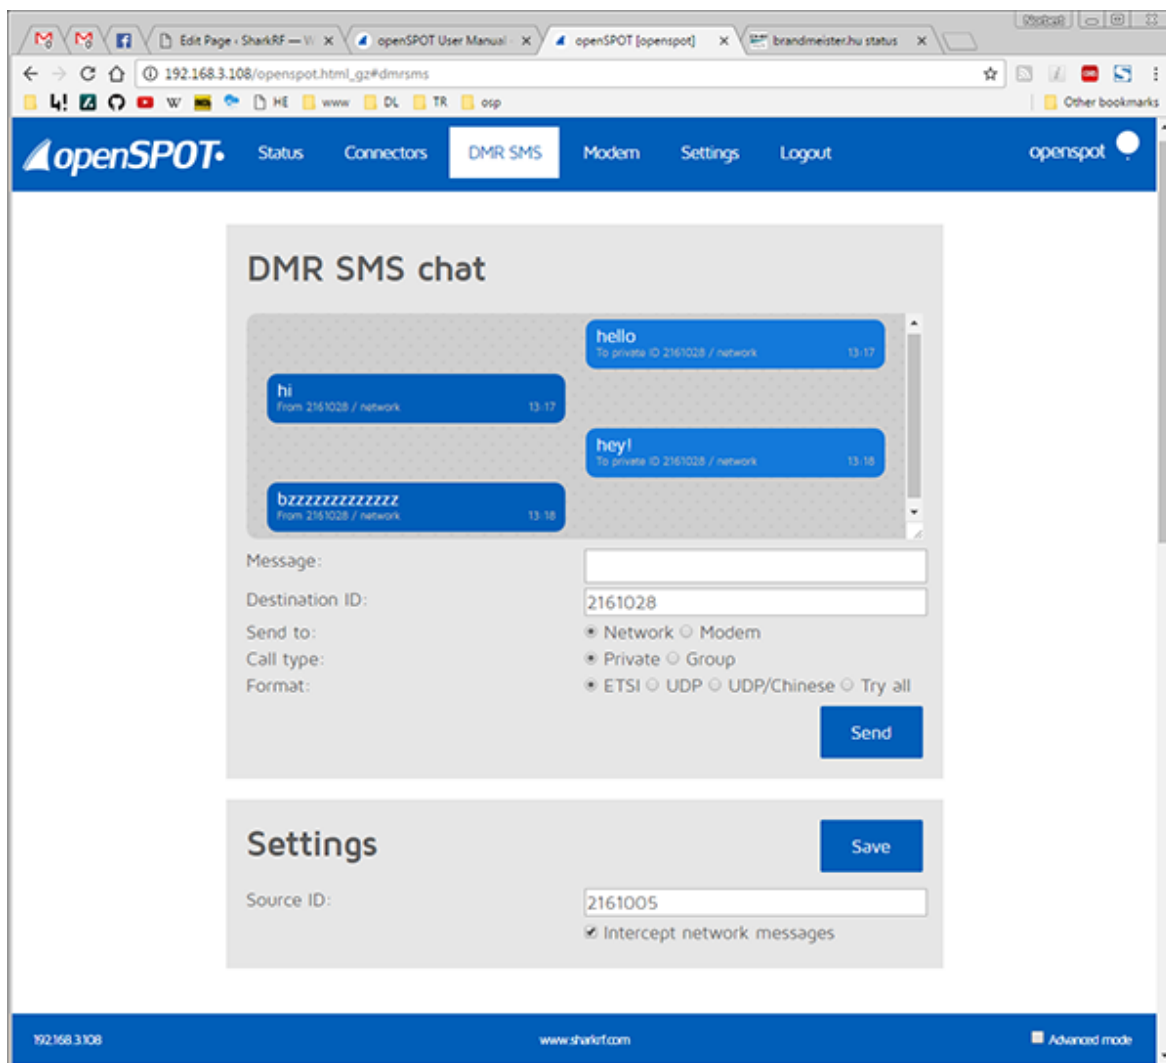 Edit Page ‹ SharkRF — W
openSPOT User Manual -
openSPOT [openspot]
brandmeister.hu status
192.168.3.108/openspot.html_gz#dmrsms
HE
www
DL
TR
osp
Other bookmarks
openSPOT
Status
Connectors
DMR SMS
Modem
Settings
Logout
openspot
DMR SMS chat
hello
To private ID 2161028 / network 13:17
hi
From 2161028 / network 13:17
hey!
To private ID 2161028 / network 13:18
bzzzzzzzzzzzzz
From 2161028 / network 13:18
Message:
Destination ID: 2161028
Send to: Network Modem
Call type: Private Group
Format: ETSI UDP UDP/Chinese Try all
Send
Settings
Save
Source ID: 2161005
Intercept network messages
192.168.3.108
www.sharkrf.com
Advanced mode